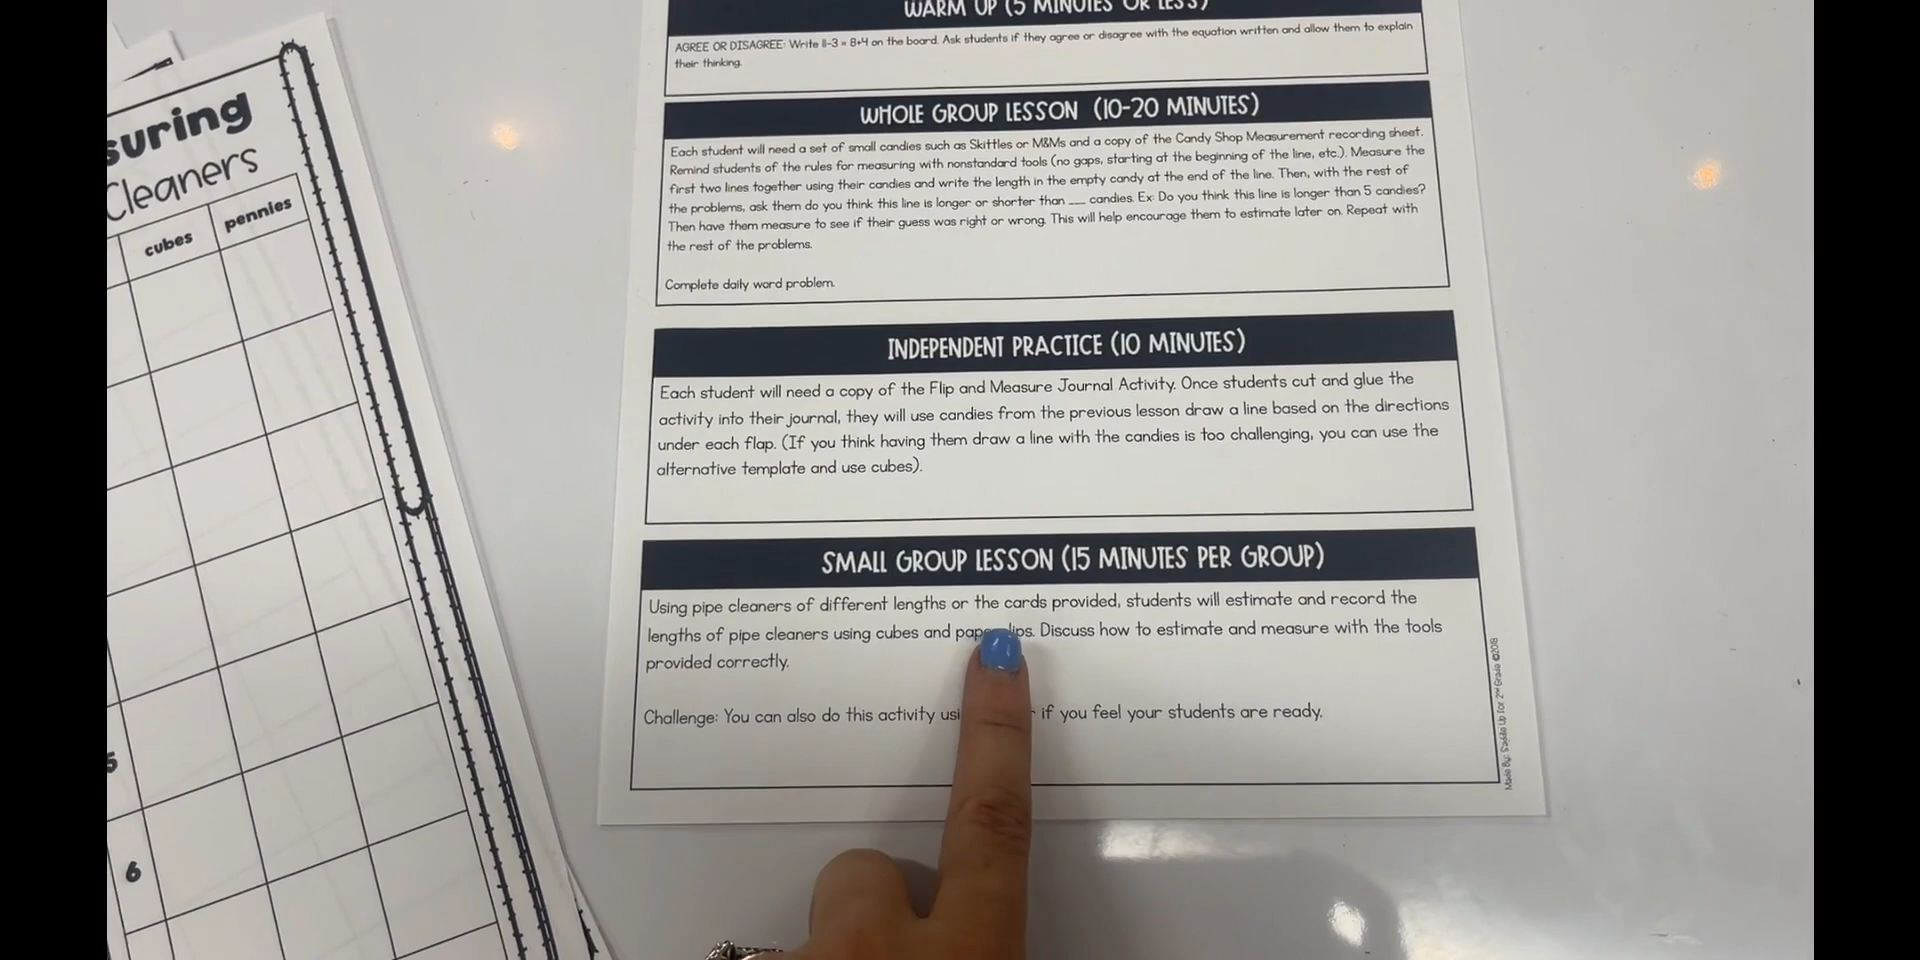 WARM UP (5 MINUTES OR LESS)
AGREE OR DISAGREE: Write 11-3 = 8+4 on the board. Ask students if they agree or disagree with the equation written and allow them to explain
their thinking.
WHOLE GROUP LESSON (10-20 MINUTES)
Each student will need a set of small candies such as Skittles or M&Ms and a copy of the Candy Shop Measurement recording sheet.
Remind students of the rules for measuring with nonstandard tools (no gaps, starting at the beginning of the line, etc.). Measure the
first two lines together using their candies and write the length in the empty candy at the end of the line. Then, with the rest of
the problems, ask them do you think this line is longer or shorter than ___ candies. Ex: Do you think this line is longer than 5 candies?
Then have them measure to see if their guess was right or wrong. This will help encourage them to estimate later on. Repeat with
the rest of the problems.
Complete daily word problem.
INDEPENDENT PRACTICE (10 MINUTES)
Each student will need a copy of the Flip and Measure Journal Activity. Once students cut and glue the
activity into their journal, they will use candies from the previous lesson draw a line based on the directions
under each flap. (If you think having them draw a line with the candies is too challenging, you can use the
alternative template and use cubes).
SMALL GROUP LESSON (15 MINUTES PER GROUP)
Using pipe cleaners of different lengths or the cards provided, students will estimate and record the
lengths of pipe cleaners using cubes and Discuss how to estimate and measure with the tools
provided correctly.
Challenge: You can also do this activity if you feel your students are ready.
Made By: Saddle Up for 2nd Grade ©2018
suring
Cleaners
cubes pennies
5
6